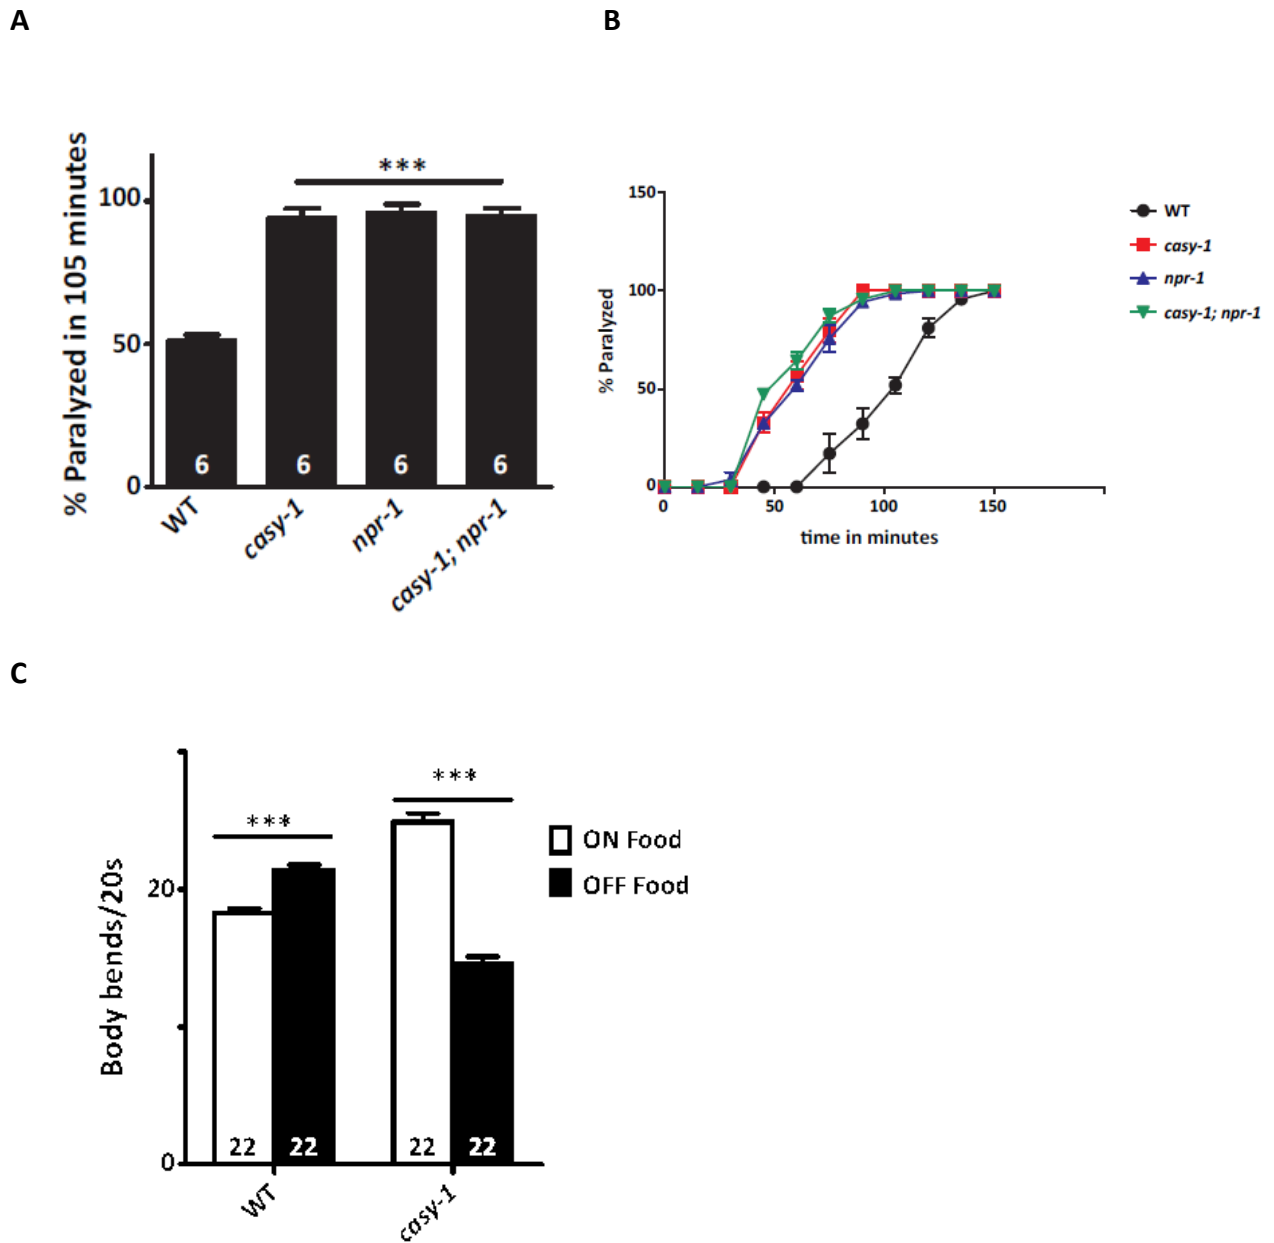 A
B
% Paralyzed in 105 minutes
100
50
0
***
6
6
6
6
WT
casy-1
npr-1
casy-1; npr-1
% Paralyzed
150
100
50
0
0
50
100
150
time in minutes
WT
casy-1
npr-1
casy-1; npr-1
C
Body bends/20s
20
0
***
***
22
22
22
22
WT
casy-1
ON Food
OFF Food